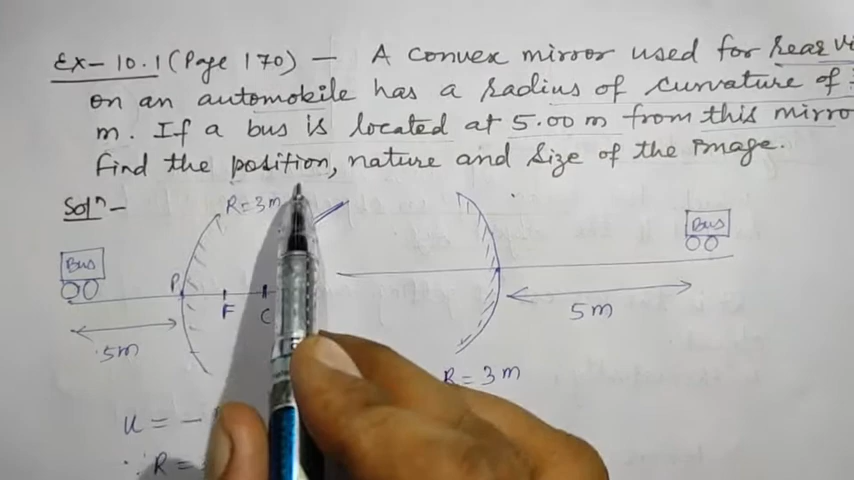 Ex-10.1 (Page 170) - A convex mirror used for rear vi
on an automobile has a radius of curvature of
m. If a bus is located at 5.00 m from this mirro
find the position, nature and size of the image.
Solⁿ-
R=3m
Bus
Bus
P
F
C
5m
5m
R = 3m
u = -
∵ R =